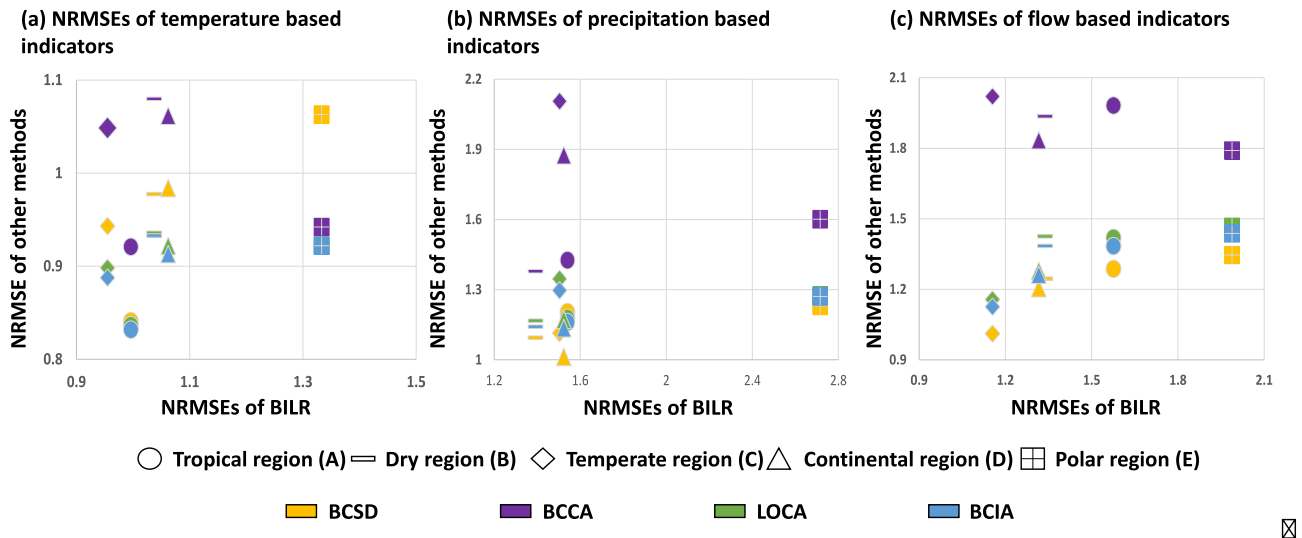 (a) NRMSEs of temperature based
indicators
(b) NRMSEs of precipitation based
indicators
(c) NRMSEs of flow based indicators
NRMSE of other methods
1.1
1
0.9
0.8
0.9
1.1
1.3
1.5
NRMSEs of BILR
NRMSE of other methods
2.2
1.9
1.6
1.3
1
1.2
1.6
2
2.4
2.8
NRMSEs of BILR
NRMSE of other methods
2.1
1.8
1.5
1.2
0.9
0.9
1.2
1.5
1.8
2.1
NRMSEs of BILR
Tropical region (A)
Dry region (B)
Temperate region (C)
Continental region (D)
Polar region (E)
BCSD
BCCA
LOCA
BCIA